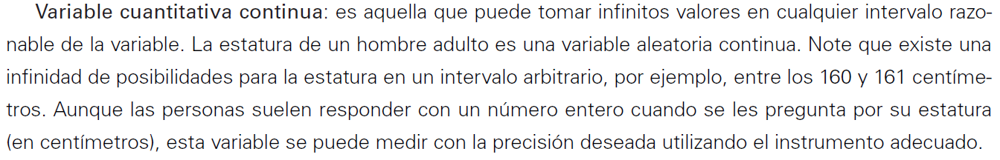 Variable cuantitativa continua: es aquella que puede tomar infinitos valores en cualquier intervalo razo-
nable de la variable. La estatura de un hombre adulto es una variable aleatoria continua. Note que existe una
infinidad de posibilidades para la estatura en un intervalo arbitrario, por ejemplo, entre los 160 y 161 centíme-
tros. Aunque las personas suelen responder con un número entero cuando se les pregunta por su estatura
(en centímetros), esta variable se puede medir con la precisión deseada utilizando el instrumento adecuado.